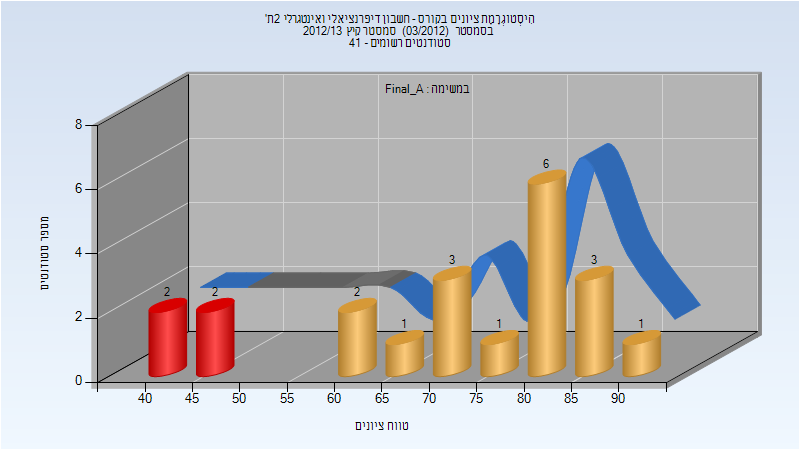 היסטוגרמת ציונים בקורס - חשבון דיפרנציאלי ואינטגרלי 2ת'
בסמסטר (03/2012) סמסטר קיץ 2012/13
סטודנטים רשומים - 41
במשימה : Final_A
מספר סטודנטים
8
6
4
2
0
2
2
2
1
3
1
6
3
1
40 45 50 55 60 65 70 75 80 85 90
טווח ציונים